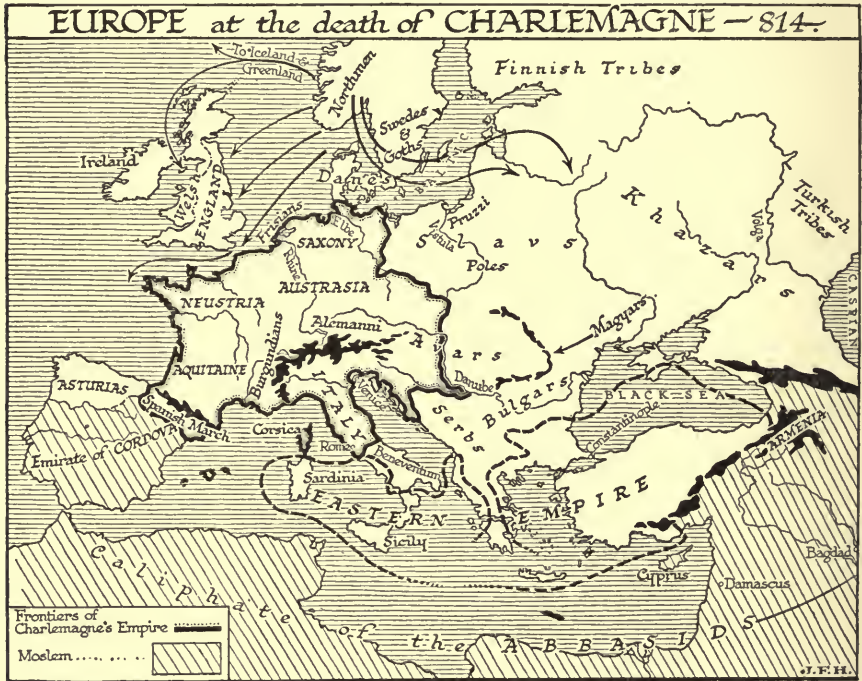 EUROPE at the death of CHARLEMAGNE — 814.
To Iceland & Greenland
Northmen
Finnish Tribes
Swedes & Goths
BALTIC
Ireland
Welsh
ENGLAND
Danes
Frisians
Elbe
SAXONY
Rhine
Pruzzi
Vistula
Slavs
Poles
Khazars
Volga
Turkish Tribes
CASPIAN
NEUSTRIA
AUSTRASIA
Alemanni
Avars
Magyars
AQUITAINE
Burgundians
Danube
Bulgars
BLACK SEA
ASTURIAS
Spanish March
ITALY
Venice
Serbs
Constantinople
ARMENIA
Emirate of CORDOVA
Corsica
Rome
Beneventum
Sardinia
EASTERN EMPIRE
Sicily
Cyprus
Bagdad
Damascus
Caliphate of the ABBASIDS
Frontiers of
Charlemagne's Empire
Moslem
J.F.H.